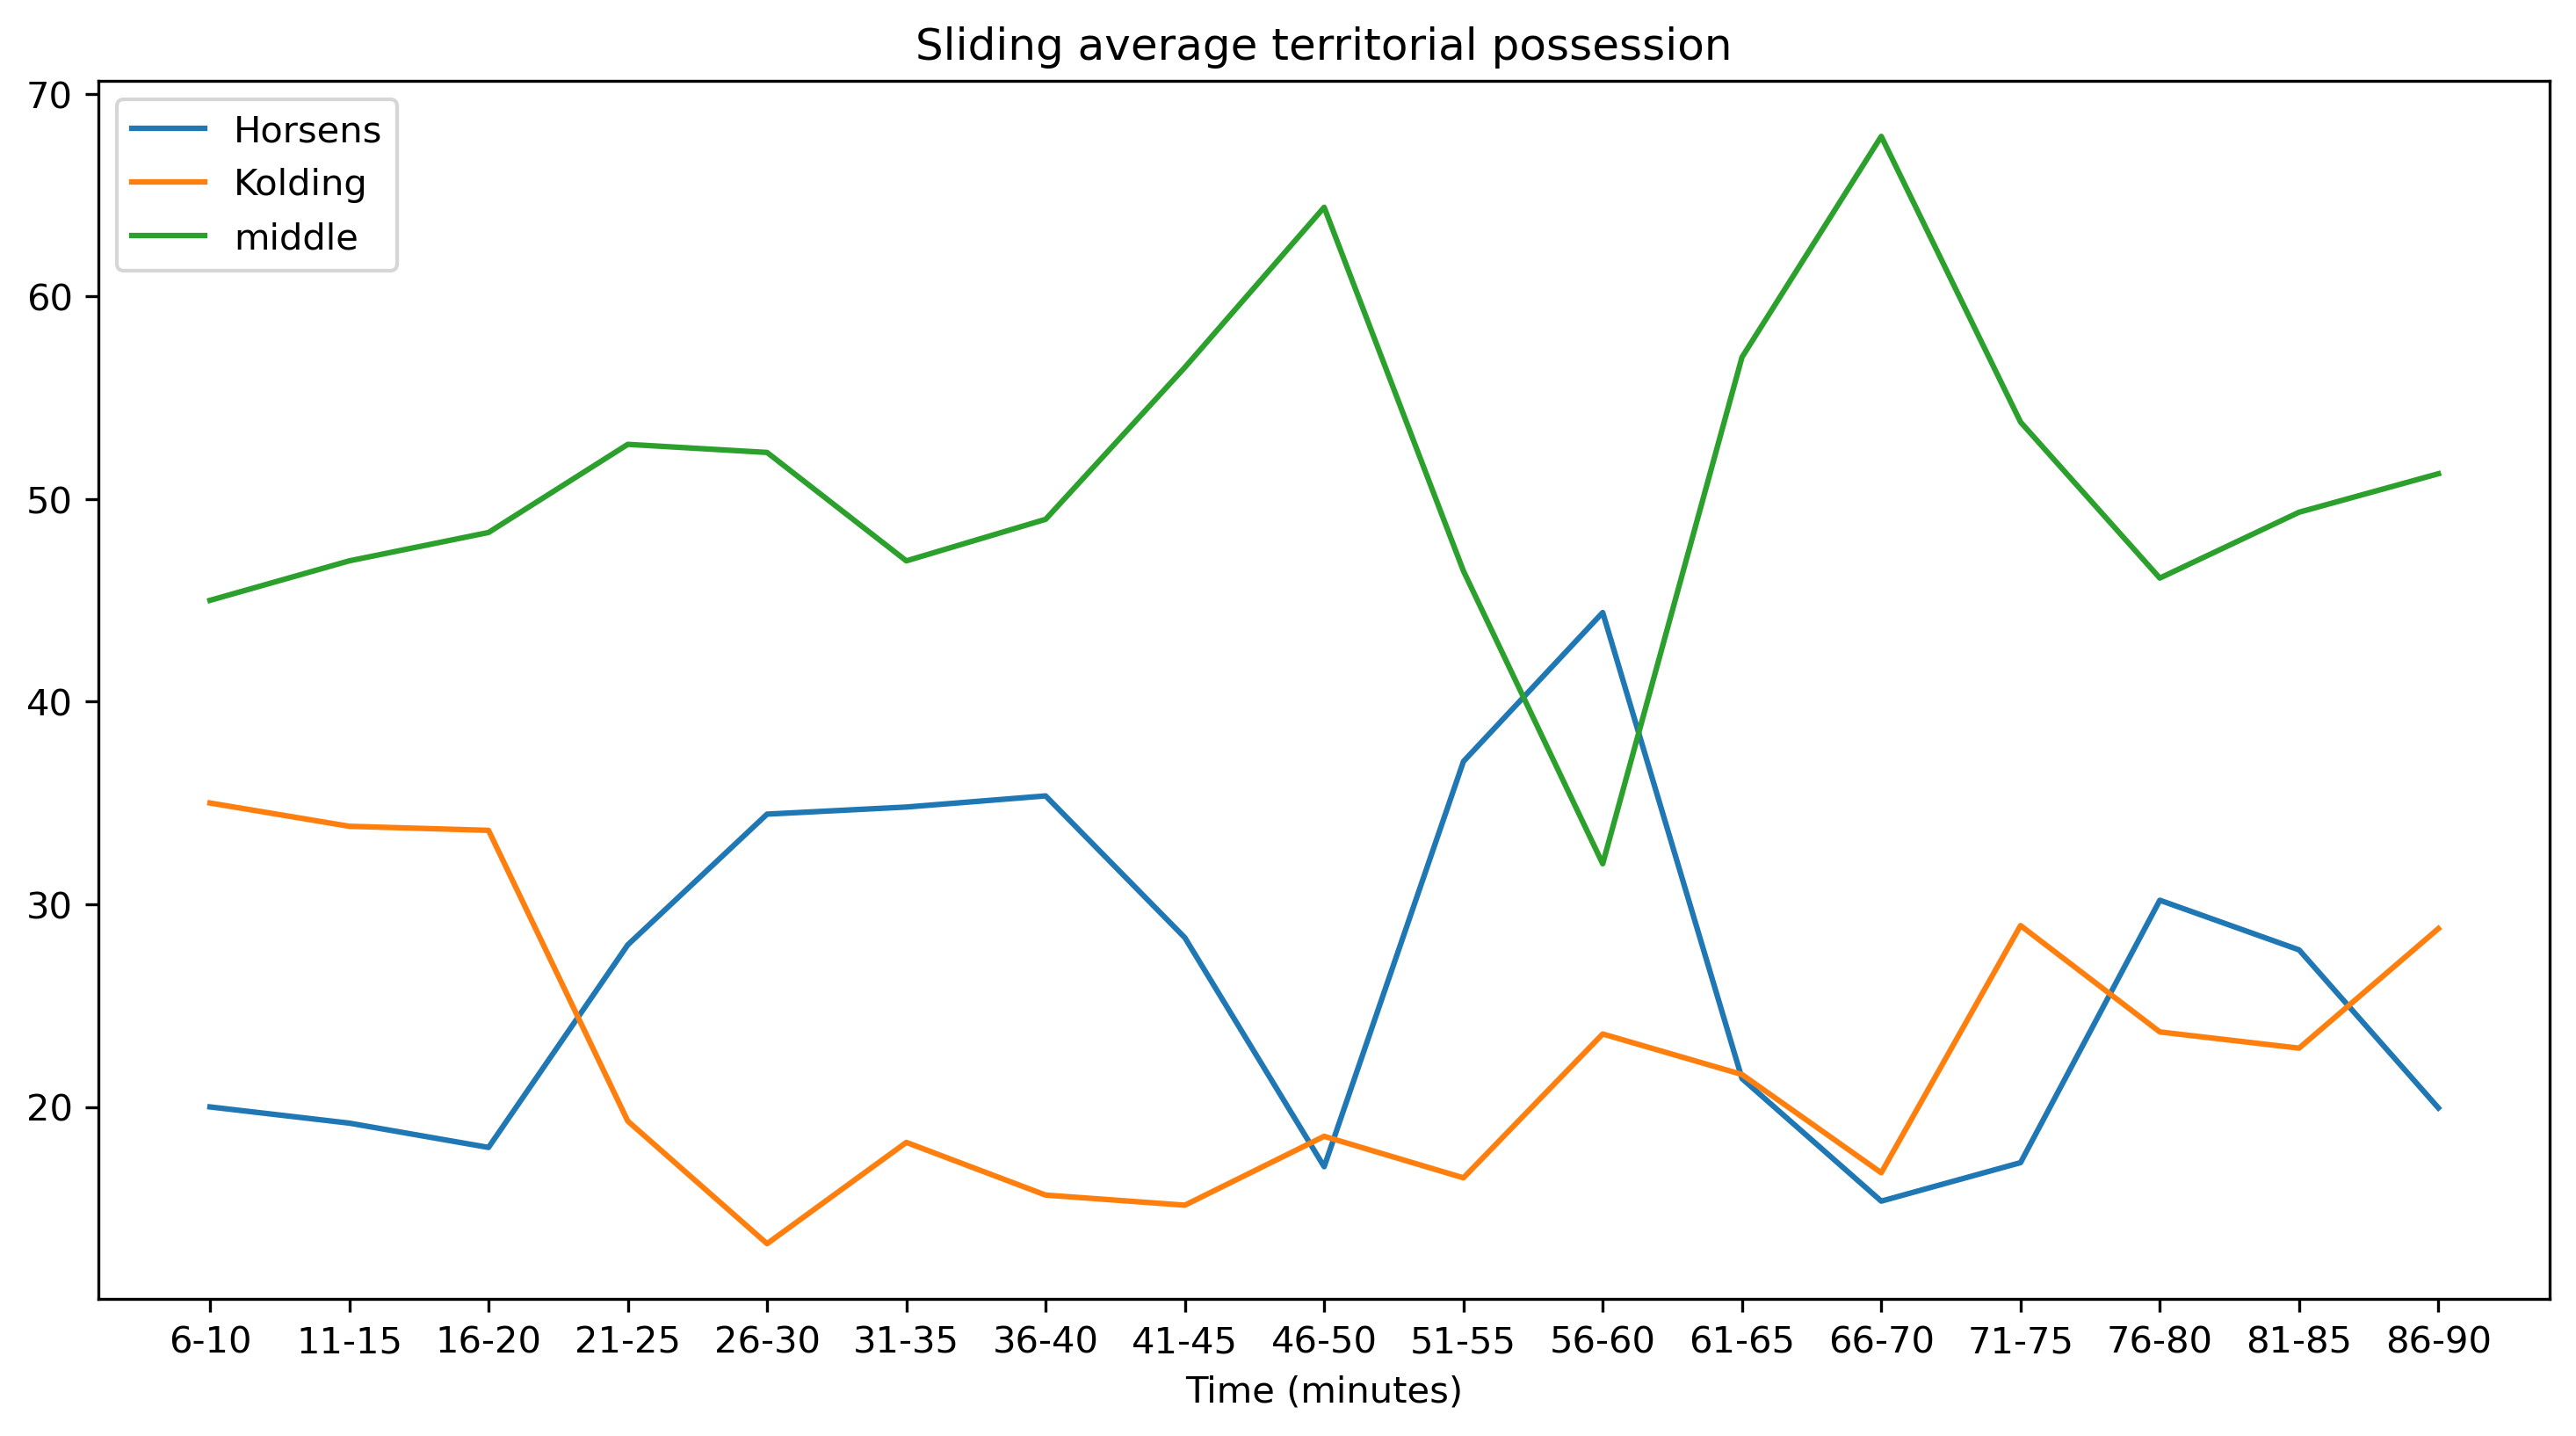 Sliding average territorial possession
70
60
50
40
30
20
Horsens
Kolding
middle
6-10 11-15 16-20 21-25 26-30 31-35 36-40 41-45 46-50 51-55 56-60 61-65 66-70 71-75 76-80 81-85 86-90
Time (minutes)